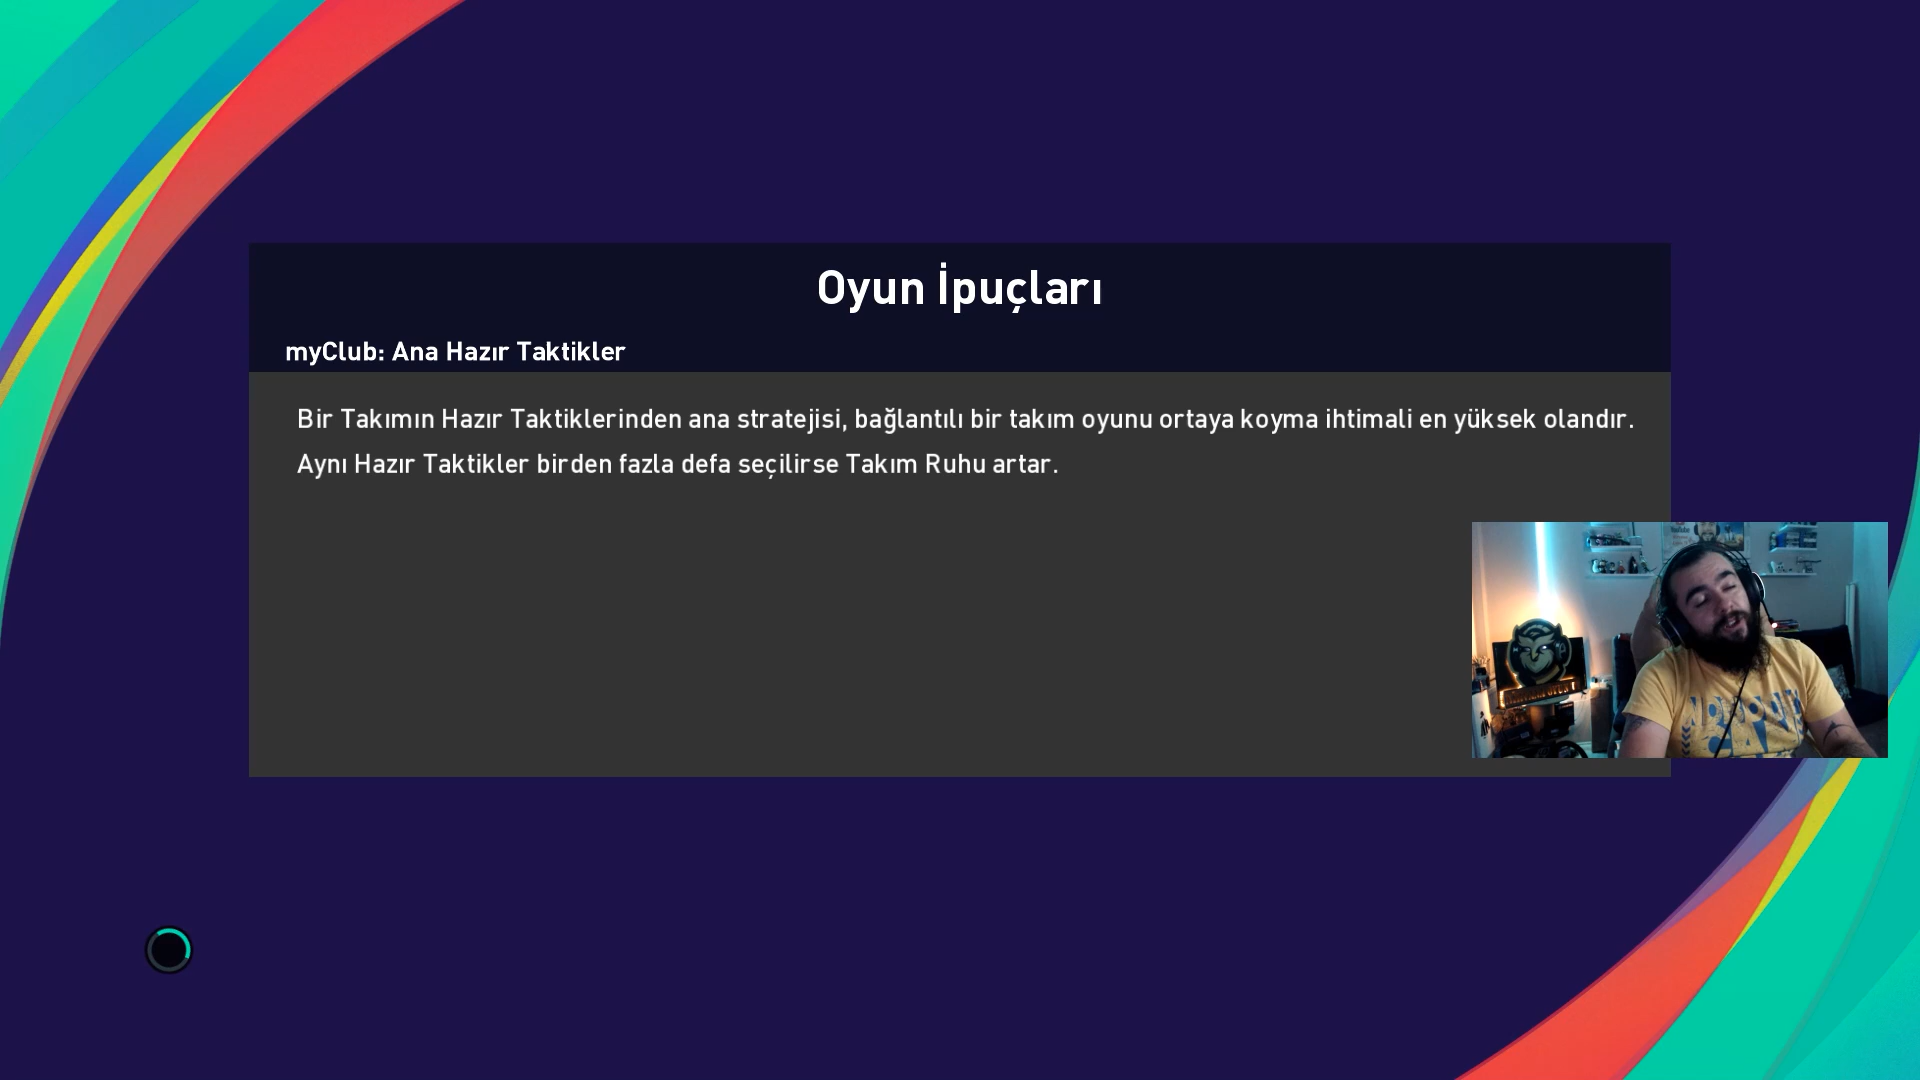 Oyun İpuçları
myClub: Ana Hazır Taktikler
Bir Takımın Hazır Taktiklerinden ana stratejisi, bağlantılı bir takım oyunu ortaya koyma ihtimali en yüksek olandır.
Aynı Hazır Taktikler birden fazla defa seçilirse Takım Ruhu artar.